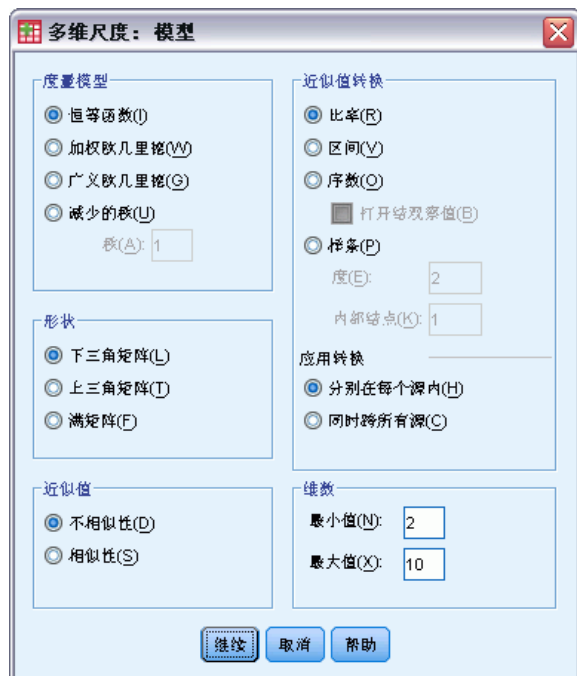 多维尺度：模型
度量模型
恒等函数(I)
加权欧几里德(W)
广义欧几里德(G)
减少的秩(U)
秩(A): 1
形状
下三角矩阵(L)
上三角矩阵(T)
满矩阵(F)
近似值
不相似性(D)
相似性(S)
近似值转换
比率(R)
区间(V)
序数(O)
打开结观察值(B)
样条(P)
度(E): 2
内部结点(K): 1
应用转换
分别在每个源内(H)
同时跨所有源(C)
维数
最小值(N): 2
最大值(X): 10
继续 取消 帮助